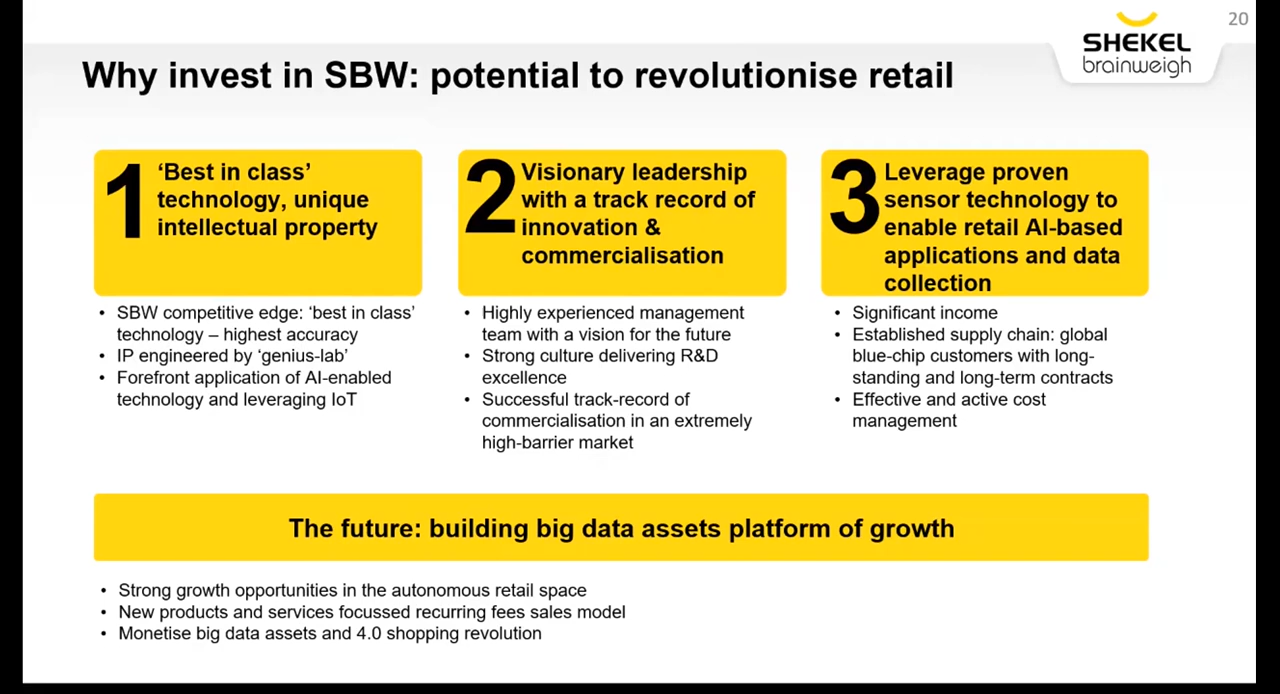 20
SHEKEL
brainweigh
Why invest in SBW: potential to revolutionise retail
1
‘Best in class’
technology, unique
intellectual property
• SBW competitive edge: ‘best in class’
technology – highest accuracy
• IP engineered by ‘genius-lab’
• Forefront application of AI-enabled
technology and leveraging IoT
2
Visionary leadership
with a track record of
innovation &
commercialisation
• Highly experienced management
team with a vision for the future
• Strong culture delivering R&D
excellence
• Successful track-record of
commercialisation in an extremely
high-barrier market
3
Leverage proven
sensor technology to
enable retail AI-based
applications and data
collection
• Significant income
• Established supply chain: global
blue-chip customers with long-
standing and long-term contracts
• Effective and active cost
management
The future: building big data assets platform of growth
• Strong growth opportunities in the autonomous retail space
• New products and services focussed recurring fees sales model
• Monetise big data assets and 4.0 shopping revolution